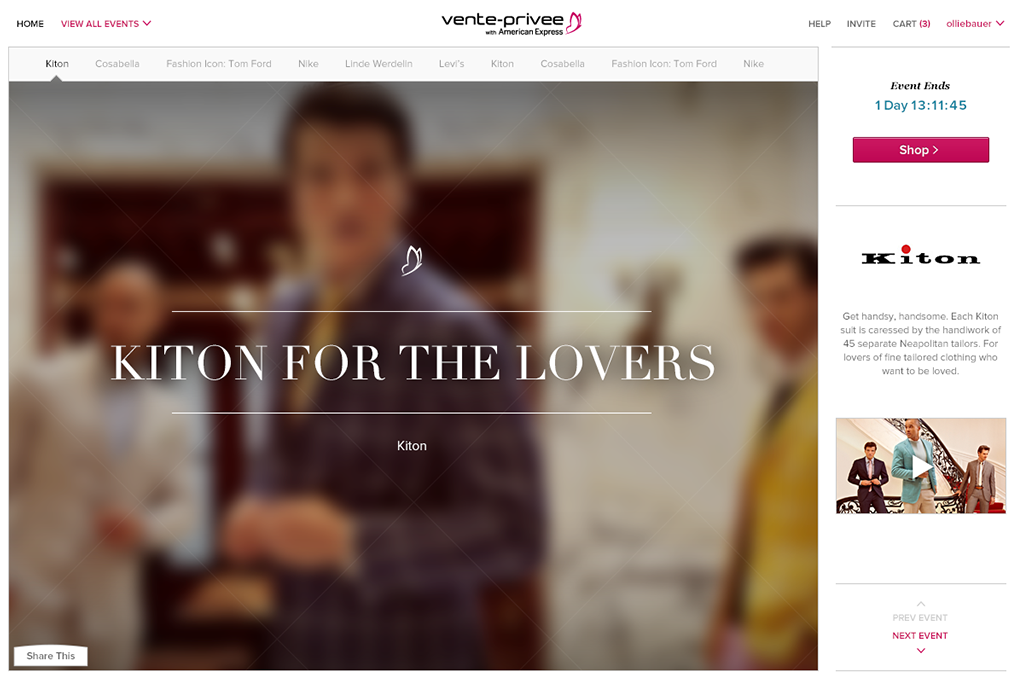 HOME VIEW ALL EVENTS
vente-privee
with American Express
HELP INVITE CART (3) olliebauer
Kiton Cosabella Fashion Icon: Tom Ford Nike Linde Werdelin Levi's Kiton Cosabella Fashion Icon: Tom Ford Nike
KITON FOR THE LOVERS
Kiton
Share This
Event Ends
1 Day 13:11:45
Shop >
Kiton
Get handsy, handsome. Each Kiton
suit is caressed by the handiwork of
45 separate Neapolitan tailors. For
lovers of fine tailored clothing who
want to be loved.
PREV EVENT
NEXT EVENT